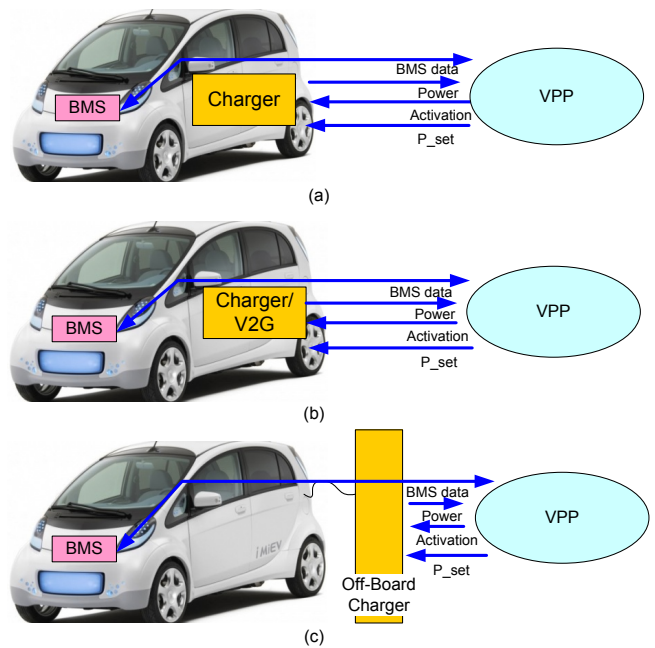 BMS data
Charger
BMS
Power
VPP
Activation
P_set
(a)
BMS data
Charger/
V2G
BMS
Power
VPP
Activation
P_set
(b)
BMS data
Power
VPP
BMS
i MiEV
Activation
P_set
Off-Board
Charger
(c)